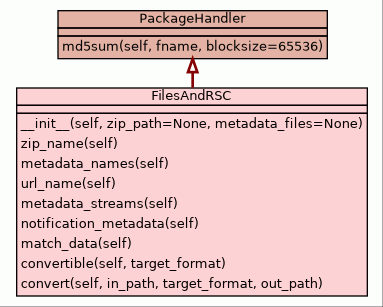 PackageHandler
md5sum(self, fname, blocksize=65536)
FilesAndRSC
__init__(self, zip_path=None, metadata_files=None)
zip_name(self)
metadata_names(self)
url_name(self)
metadata_streams(self)
notification_metadata(self)
match_data(self)
convertible(self, target_format)
convert(self, in_path, target_format, out_path)